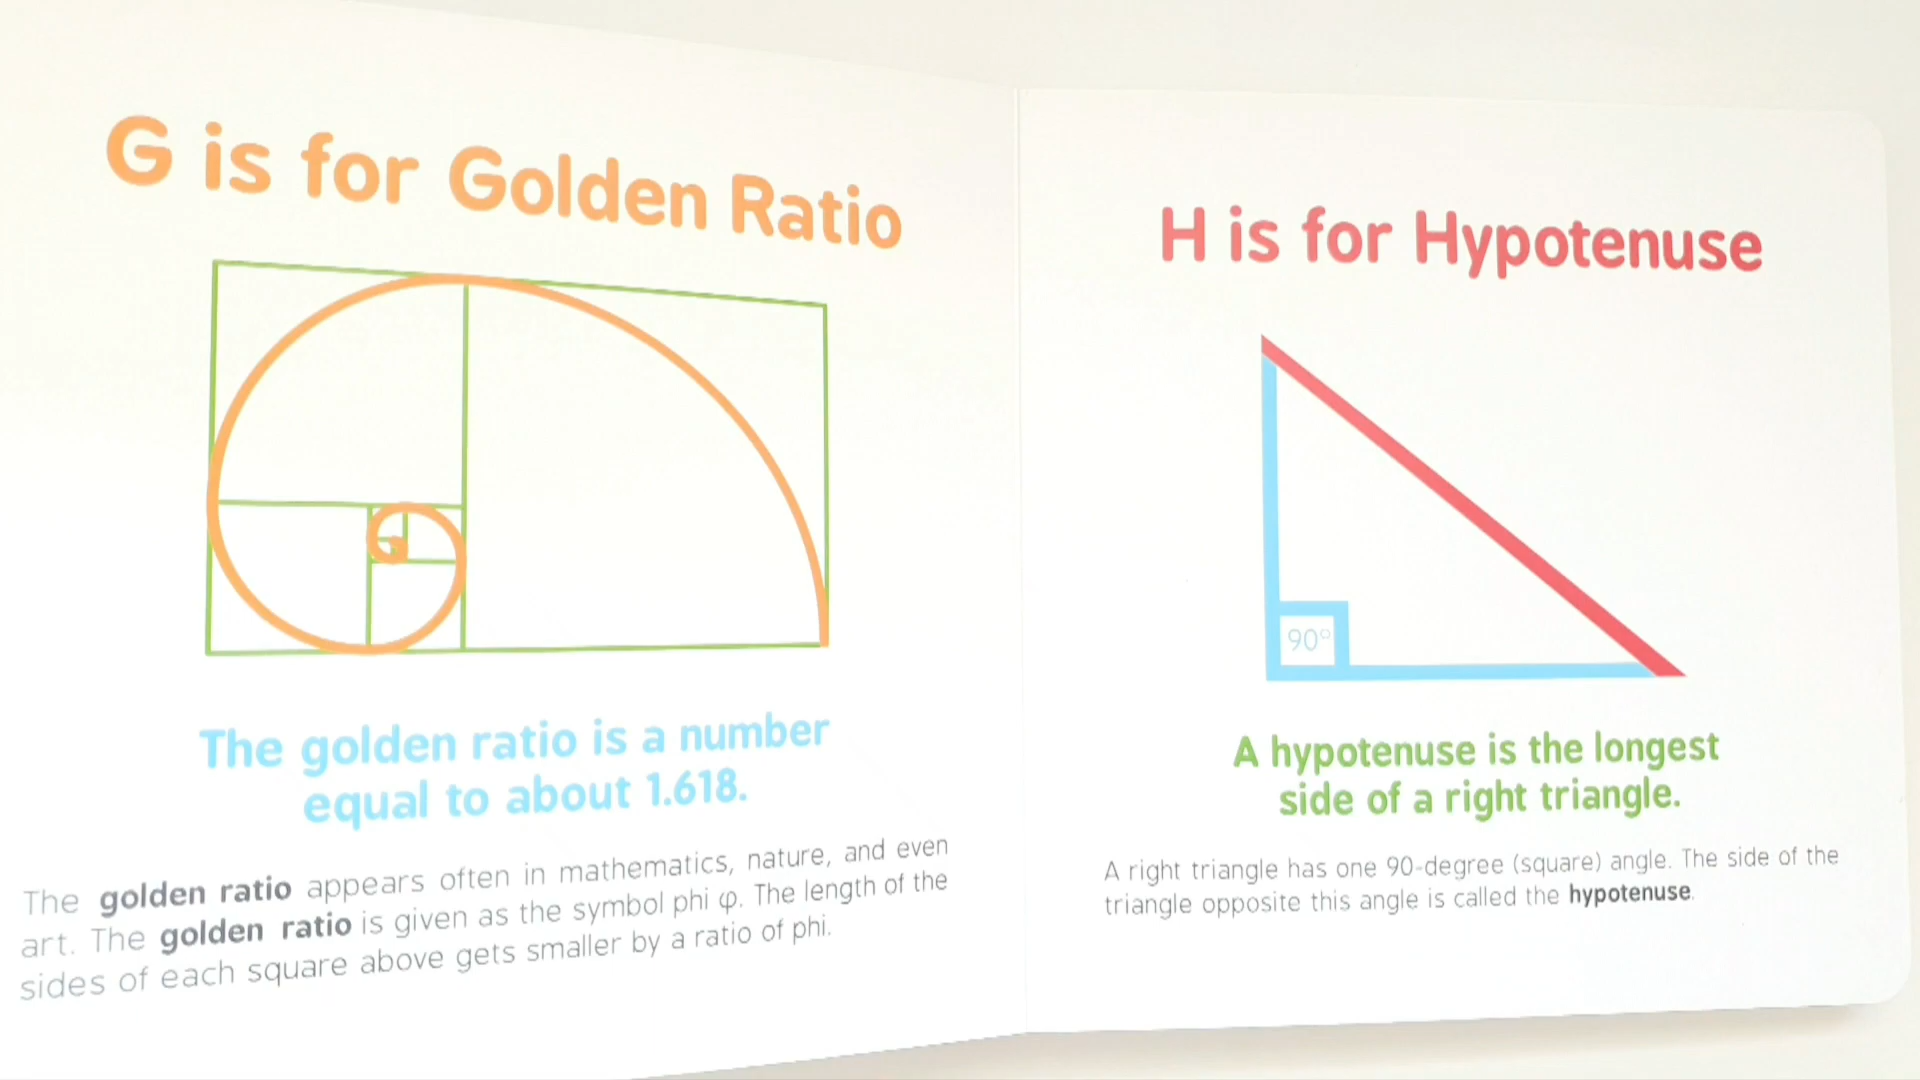 G is for Golden Ratio
The golden ratio is a number
equal to about 1.618.
The golden ratio appears often in mathematics, nature, and even
art. The golden ratio is given as the symbol phi φ. The length of the
sides of each square above gets smaller by a ratio of phi.
H is for Hypotenuse
90°
A hypotenuse is the longest
side of a right triangle.
A right triangle has one 90-degree (square) angle. The side of the
triangle opposite this angle is called the hypotenuse.